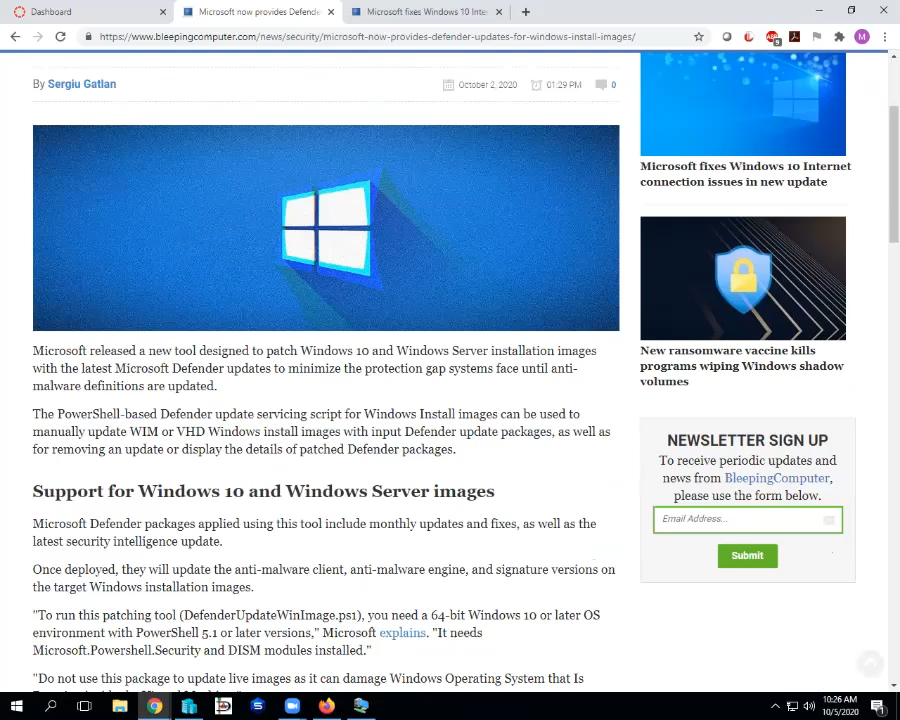 Dashboard
Microsoft now provides Defende
Microsoft fixes Windows 10 Inte
https://www.bleepingcomputer.com/news/security/microsoft-now-provides-defender-updates-for-windows-install-images/
M
By Sergiu Gatlan
October 2, 2020
01:29 PM
0
Microsoft released a new tool designed to patch Windows 10 and Windows Server installation images
with the latest Microsoft Defender updates to minimize the protection gap systems face until anti-
malware definitions are updated.
The PowerShell-based Defender update servicing script for Windows Install images can be used to
manually update WIM or VHD Windows install images with input Defender update packages, as well as
for removing an update or display the details of patched Defender packages.
Support for Windows 10 and Windows Server images
Microsoft Defender packages applied using this tool include monthly updates and fixes, as well as the
latest security intelligence update.
Once deployed, they will update the anti-malware client, anti-malware engine, and signature versions on
the target Windows installation images.
"To run this patching tool (DefenderUpdateWinImage.ps1), you need a 64-bit Windows 10 or later OS
environment with PowerShell 5.1 or later versions," Microsoft explains. "It needs
Microsoft.Powershell.Security and DISM modules installed."
"Do not use this package to update live images as it can damage Windows Operating System that Is
Microsoft fixes Windows 10 Internet
connection issues in new update
New ransomware vaccine kills
programs wiping Windows shadow
volumes
NEWSLETTER SIGN UP
To receive periodic updates and
news from BleepingComputer,
please use the form below.
Email Address...
Submit
10:26 AM
10/5/2020